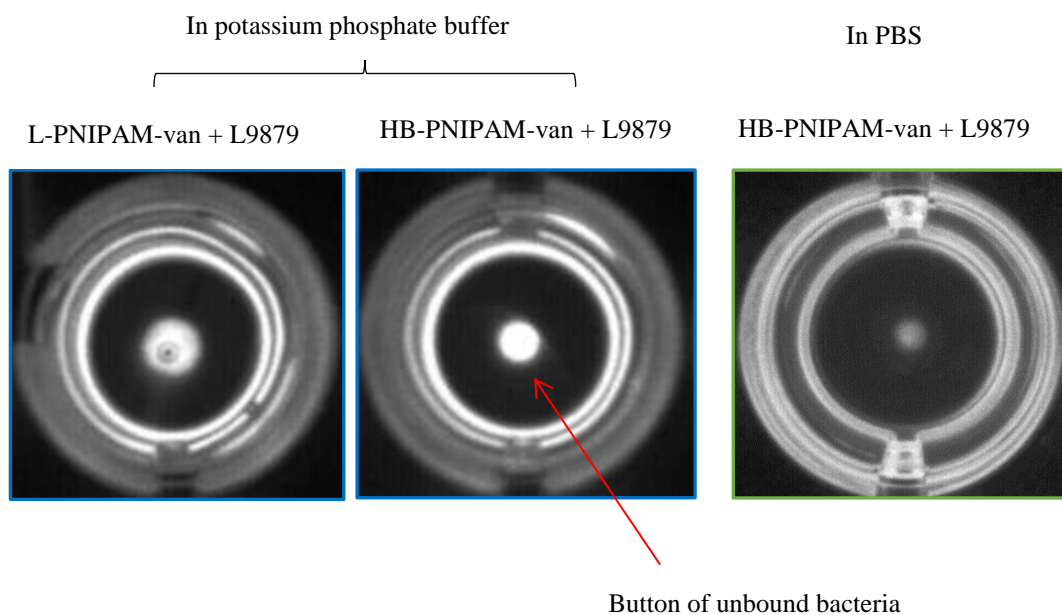 In potassium phosphate buffer
In PBS
L-PNIPAM-van + L9879
HB-PNIPAM-van + L9879
HB-PNIPAM-van + L9879
Button of unbound bacteria